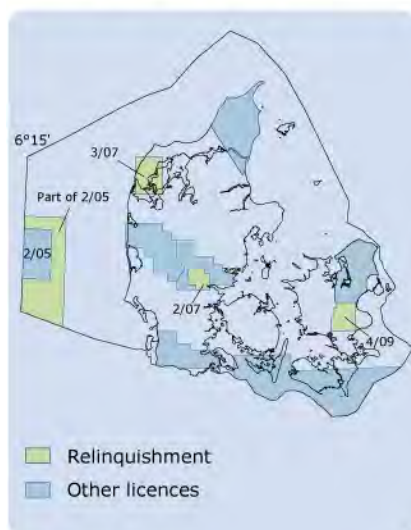 6°15'
3/07
Part of 2/05
2/05
2/07
4/09
Relinquishment
Other licences